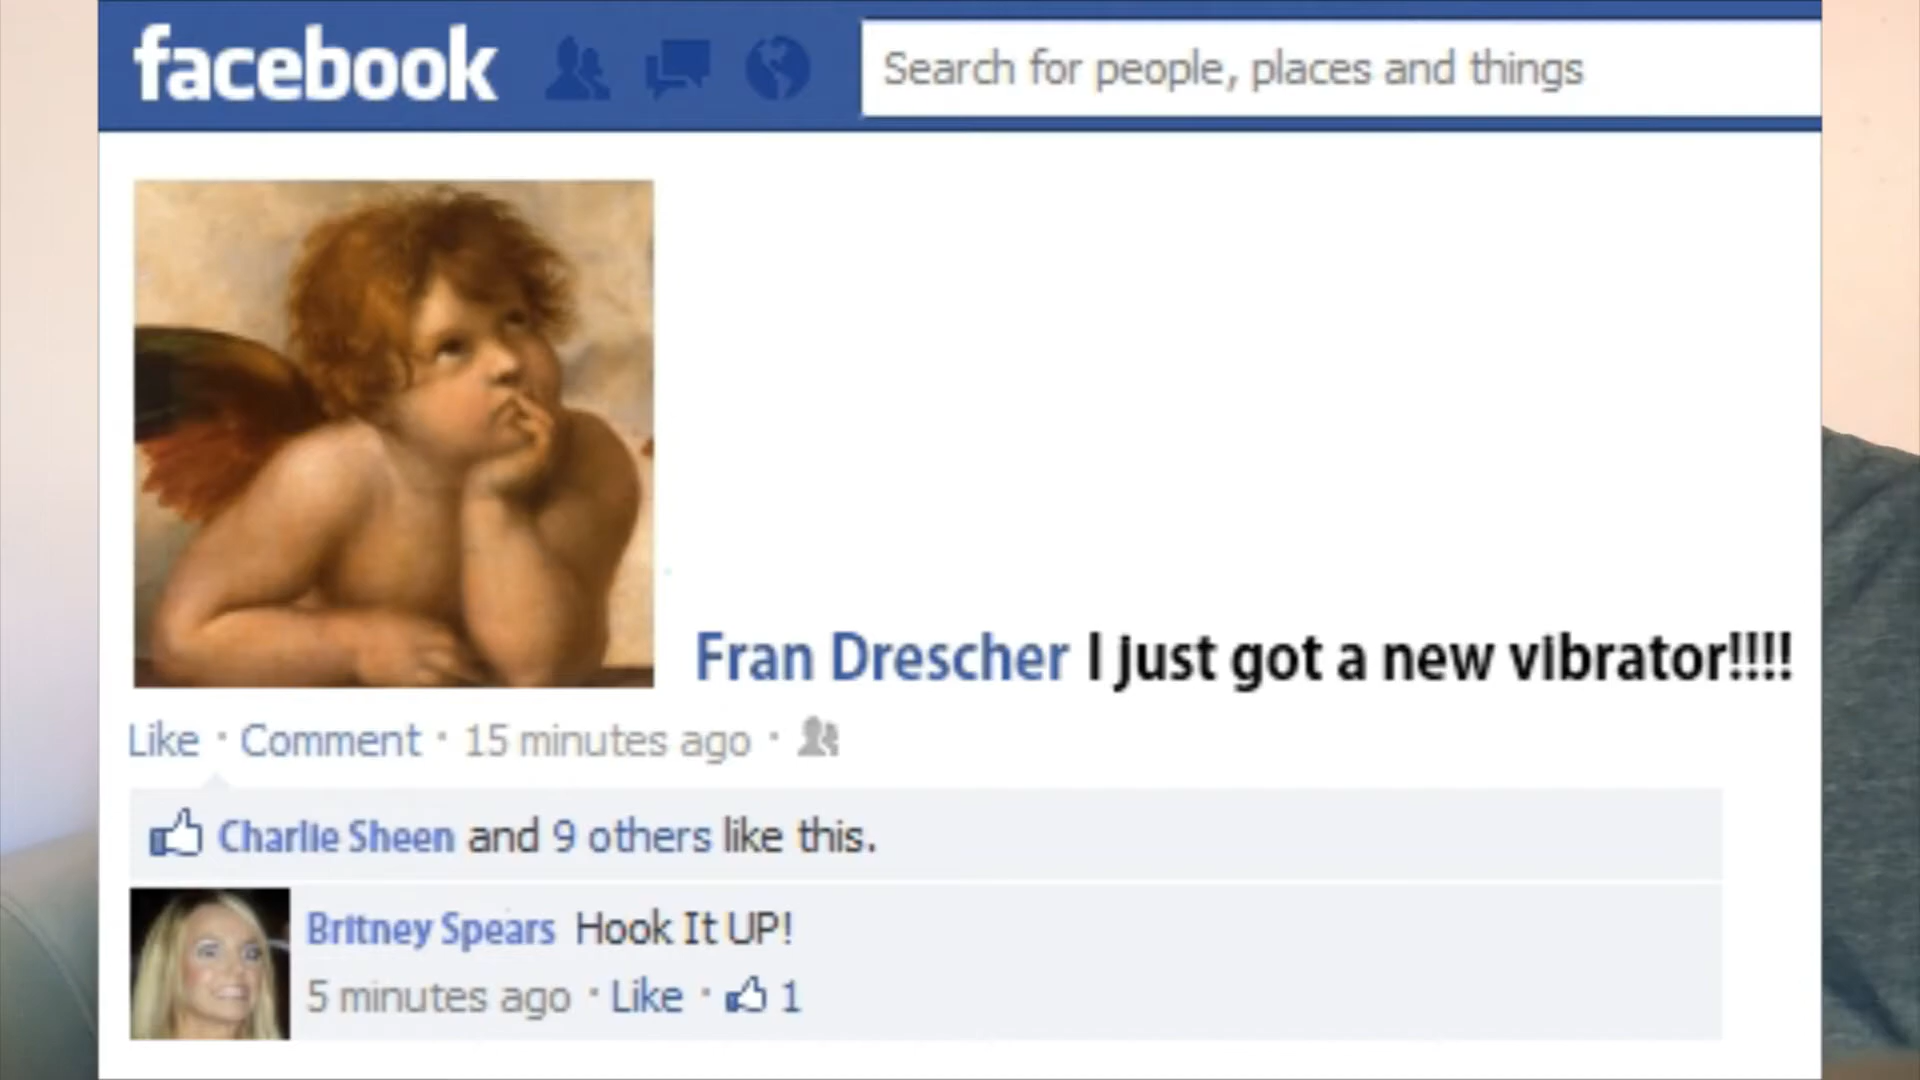 facebook Search for people, places and things
Fran Drescher I just got a new vibrator!!!!
Like · Comment · 15 minutes ago ·
Charlie Sheen and 9 others like this.
Britney Spears Hook It UP!
5 minutes ago · Like · 1